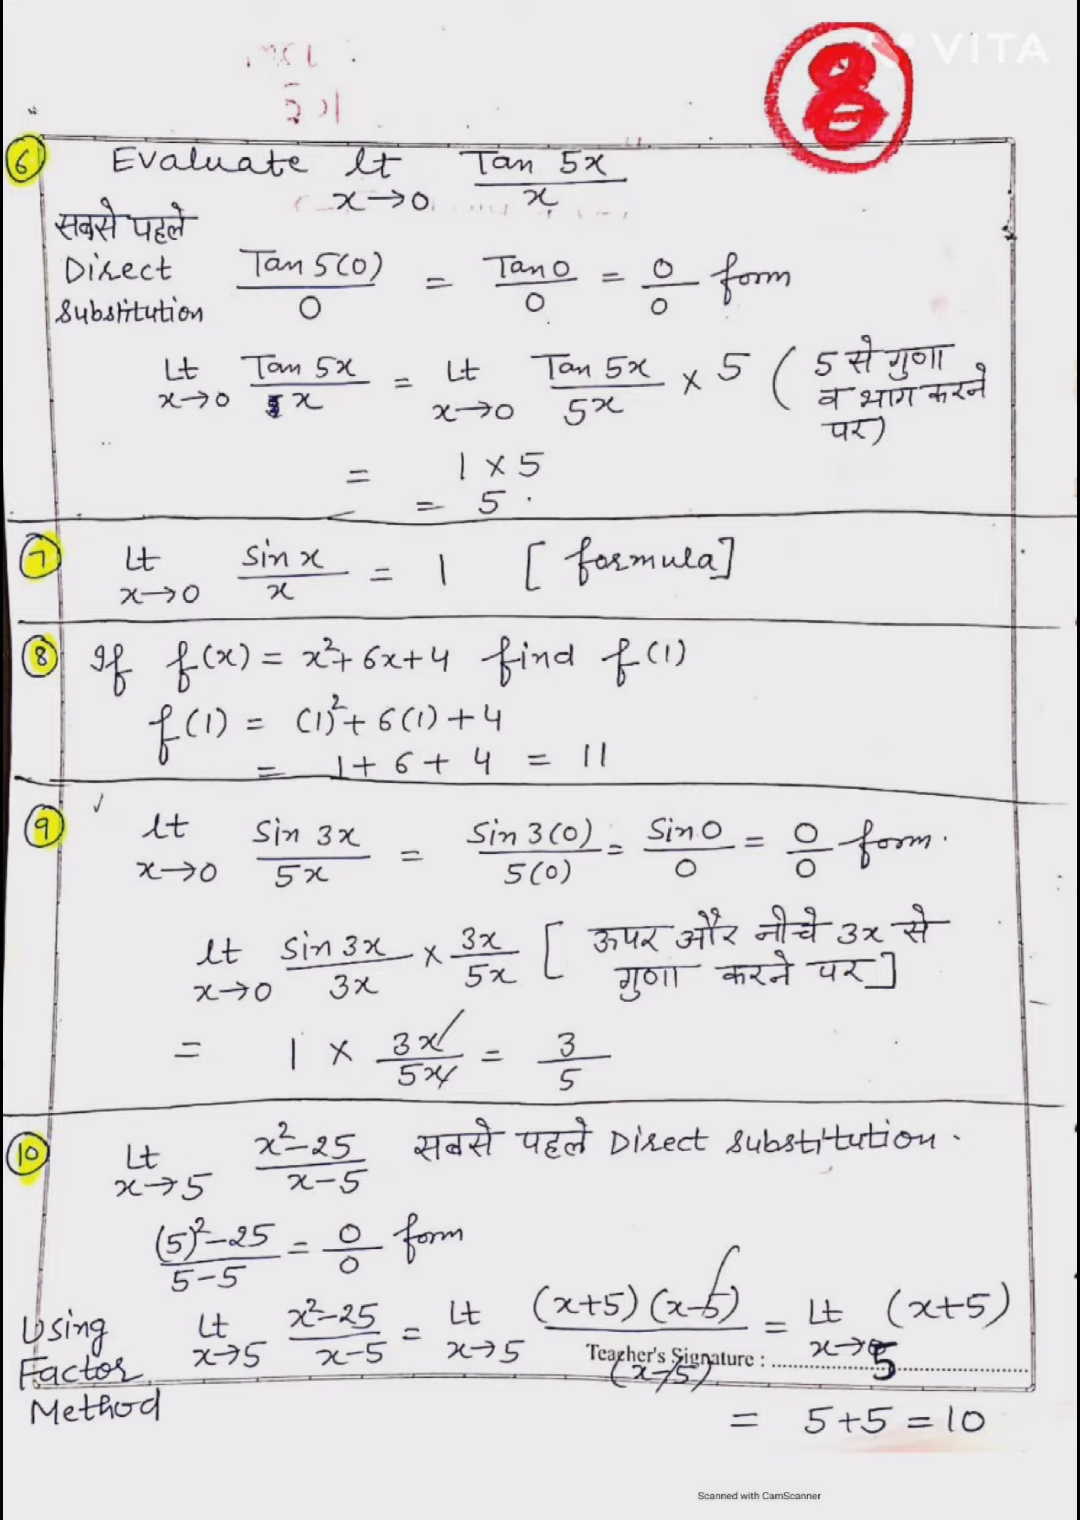 VITA
8
6 Evaluate lt x→0 Tan 5x / x
सबसे पहले
Direct Substitution Tan 5(0) / 0 = Tan 0 / 0 = 0/0 form
Lt x→0 Tan 5x / x = Lt x→0 Tan 5x / 5x × 5 ( 5 से गुणा व भाग करने पर)
= 1 × 5
= 5 .
7 Lt x→0 Sin x / x = 1 [ formula]
8 If f(x) = x²+ 6x+4 find f(1)
f(1) = (1)²+ 6(1)+4
= 1+ 6 + 4 = 11
9 lt x→0 Sin 3x / 5x = Sin 3(0) / 5(0) = Sin 0 / 0 = 0/0 form.
lt x→0 Sin 3x / 3x × 3x / 5x [ ऊपर और नीचे 3x से गुणा करने पर ]
= 1 × 3x / 5x = 3/5
10 Lt x→5 x²-25 / x-5 सबसे पहले Direct substitution.
(5)²-25 / 5-5 = 0/0 form
Using Factor Method Lt x→5 x²-25 / x-5 = Lt x→5 (x+5) (x-5) / (x-5) = Lt x→5 (x+5)
Teacher's Signature : ..............................
= 5+5 = 10
Scanned with CamScanner